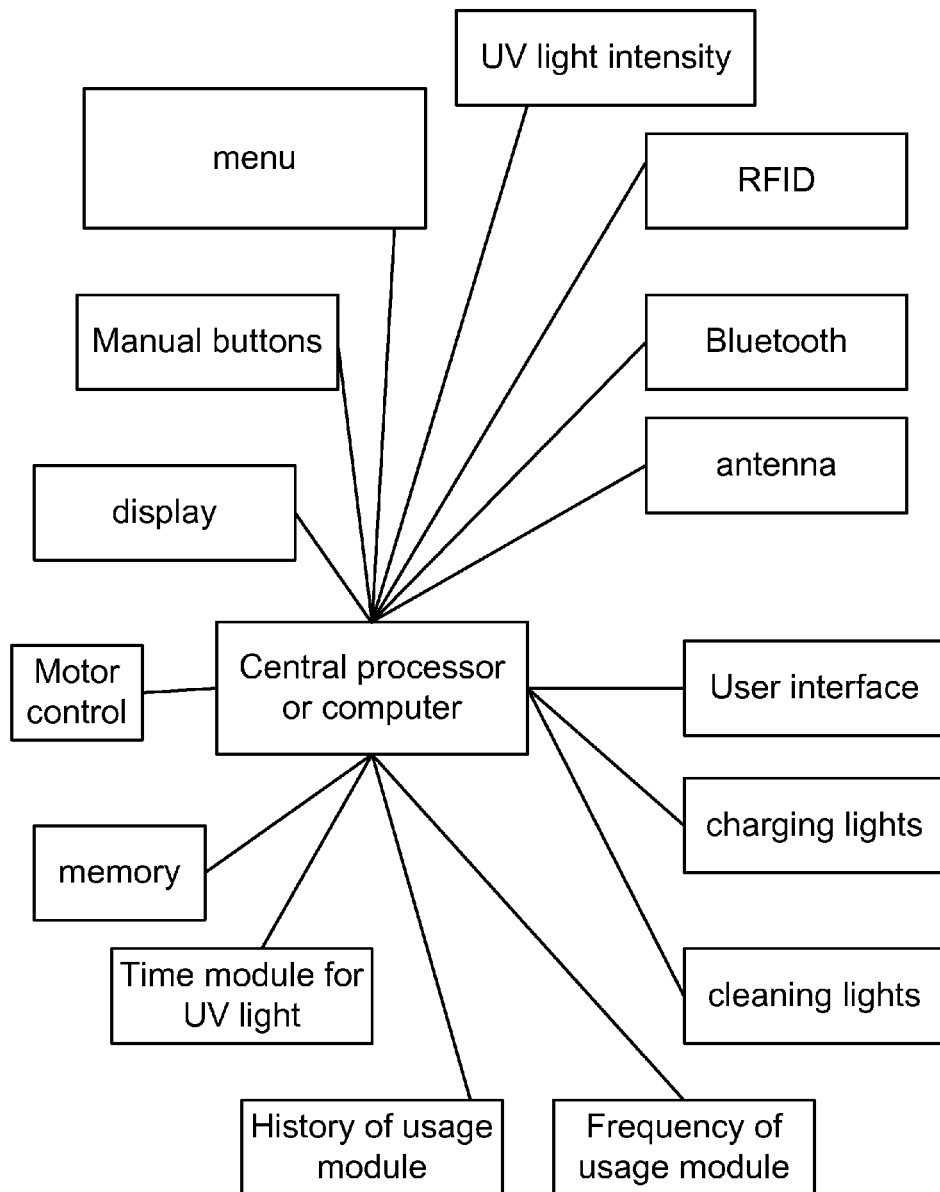 UV light intensity
menu
RFID
Manual buttons
Bluetooth
antenna
display
Central processor
or computer
Motor
control
User interface
charging lights
memory
Time module for
UV light
cleaning lights
History of usage
module
Frequency of
usage module